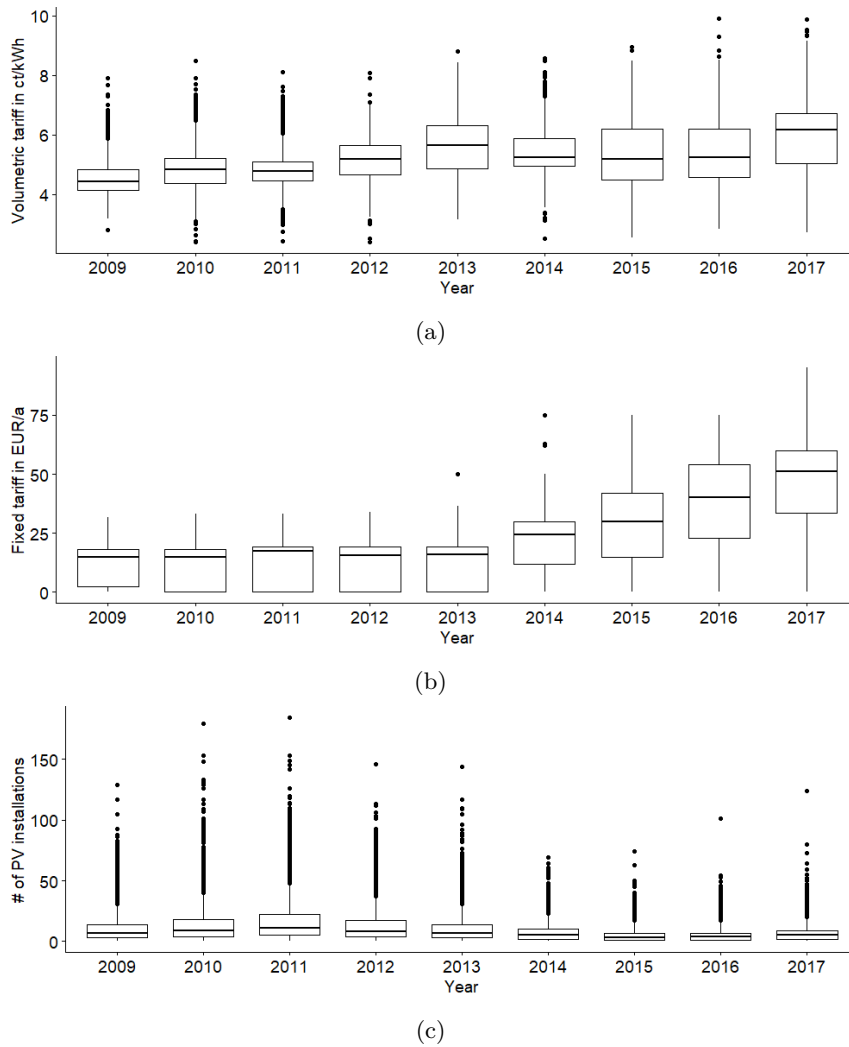 Volumetric tariff in ct/kWh
10
8
6
4
2009 2010 2011 2012 2013 2014 2015 2016 2017
Year
(a)
Fixed tariff in EUR/a
75
50
25
0
2009 2010 2011 2012 2013 2014 2015 2016 2017
Year
(b)
# of PV installations
150
100
50
0
2009 2010 2011 2012 2013 2014 2015 2016 2017
Year
(c)